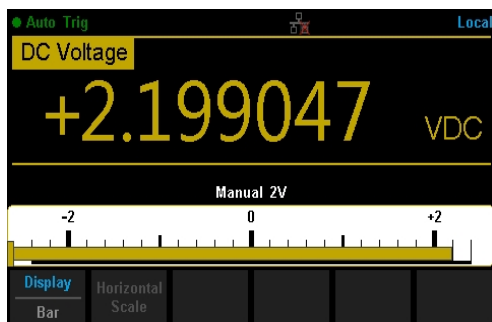 Auto Trig Local
DC Voltage
+2.199047 VDC
Manual 2V
-2 0 +2
Display Horizontal
Bar Scale